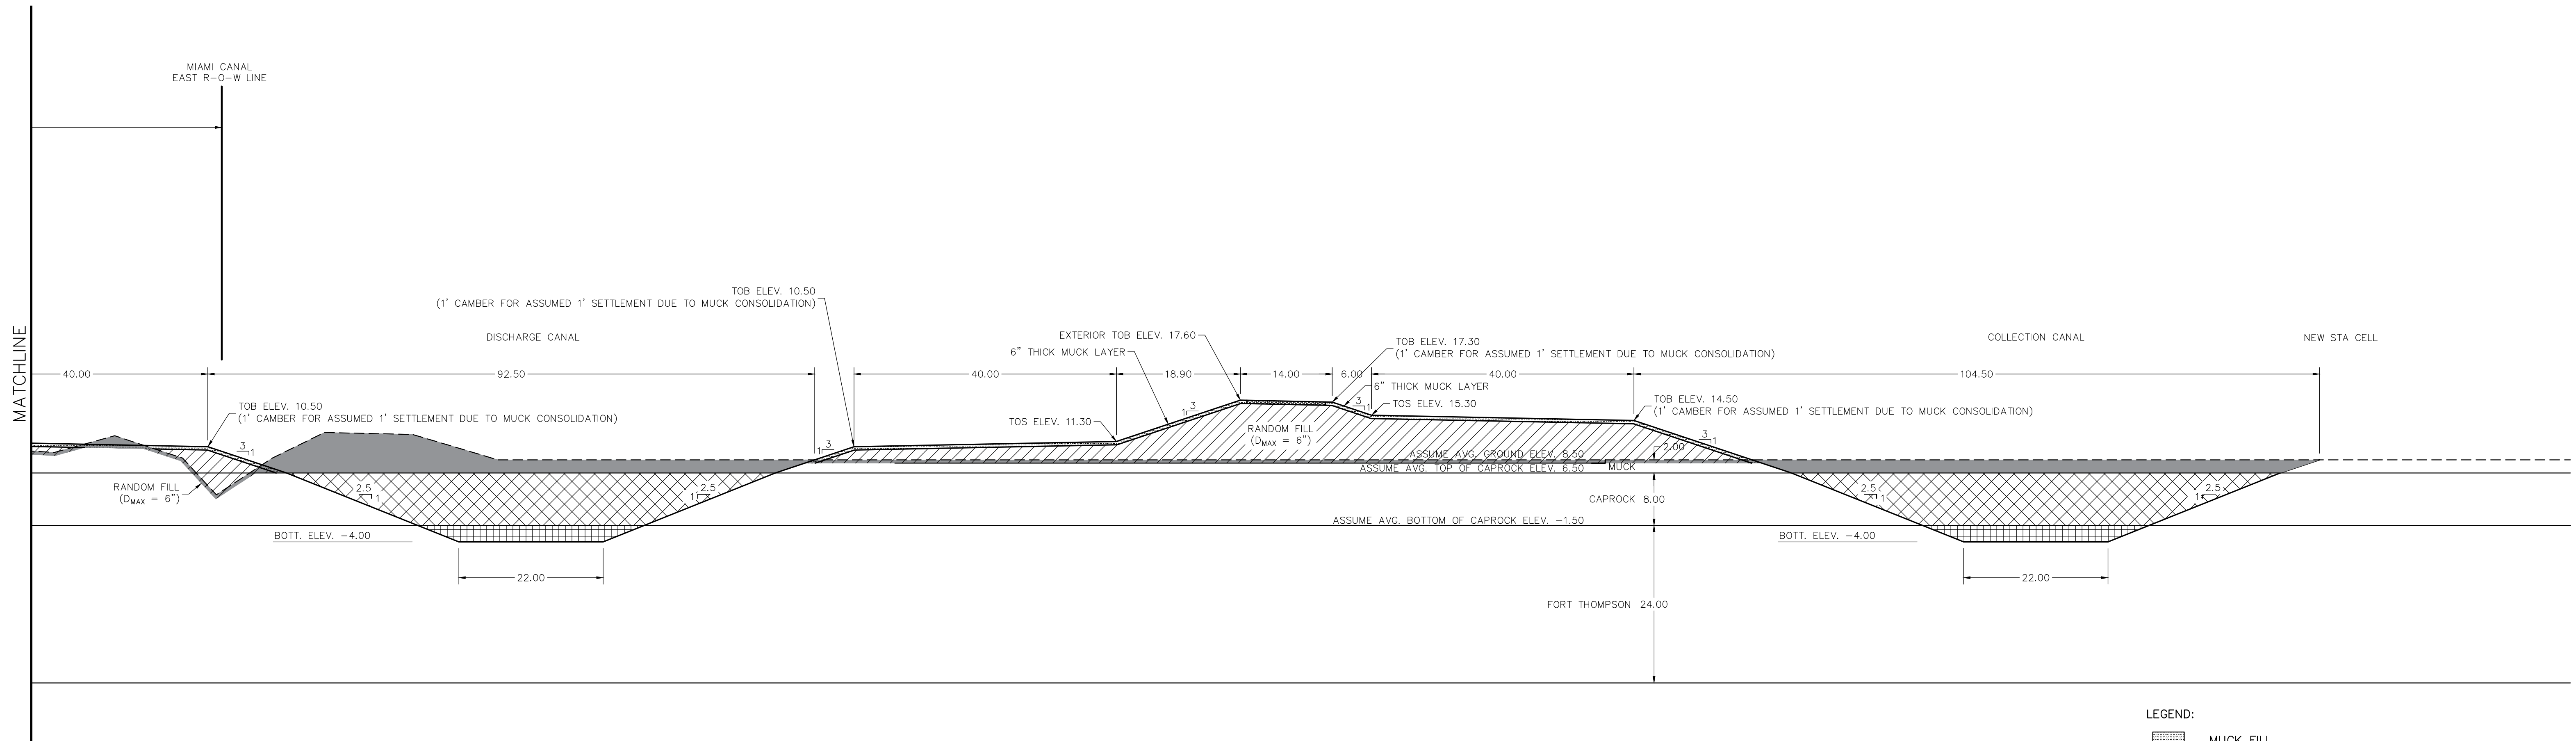 MIAMI CANAL
EAST R-O-W LINE
MATCHLINE
TOB ELEV. 10.50
(1' CAMBER FOR ASSUMED 1' SETTLEMENT DUE TO MUCK CONSOLIDATION)
DISCHARGE CANAL
EXTERIOR TOB ELEV. 17.60
6" THICK MUCK LAYER
TOB ELEV. 17.30
(1' CAMBER FOR ASSUMED 1' SETTLEMENT DUE TO MUCK CONSOLIDATION)
COLLECTION CANAL
NEW STA CELL
40.00
92.50
40.00
18.90
14.00
6.00
40.00
104.50
6" THICK MUCK LAYER
TOB ELEV. 10.50
(1' CAMBER FOR ASSUMED 1' SETTLEMENT DUE TO MUCK CONSOLIDATION)
TOS ELEV. 11.30
3
1
3
1
TOS ELEV. 15.30
TOB ELEV. 14.50
(1' CAMBER FOR ASSUMED 1' SETTLEMENT DUE TO MUCK CONSOLIDATION)
3
1
3
1
RANDOM FILL
(DMAX = 6")
3
1
2.00
ASSUME AVG. GROUND ELEV. 8.50
ASSUME AVG. TOP OF CAPROCK ELEV. 6.50
MUCK
RANDOM FILL
(DMAX = 6")
2.5
1
2.5
1
CAPROCK 8.00
2.5
1
2.5
1
ASSUME AVG. BOTTOM OF CAPROCK ELEV. -1.50
BOTT. ELEV. -4.00
BOTT. ELEV. -4.00
22.00
22.00
FORT THOMPSON 24.00
LEGEND:
MUCK FILL